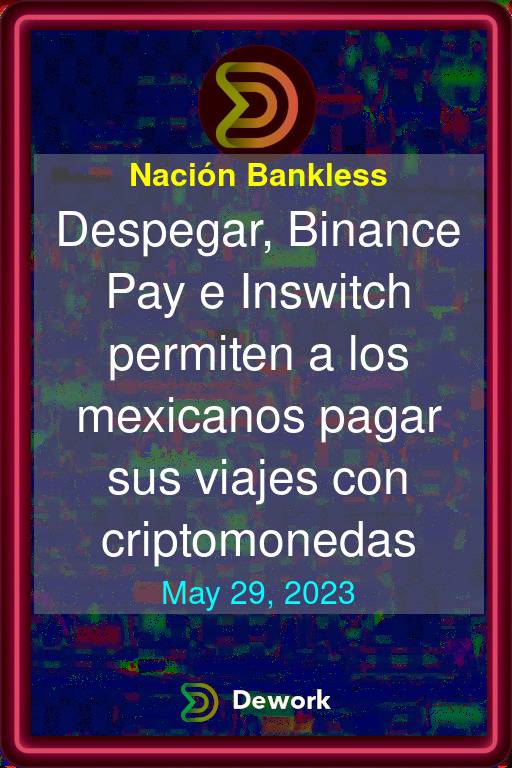 Nación Bankless
Despegar, Binance
Pay e Inswitch
permiten a los
mexicanos pagar
sus viajes con
criptomonedas
May 29, 2023
Dework